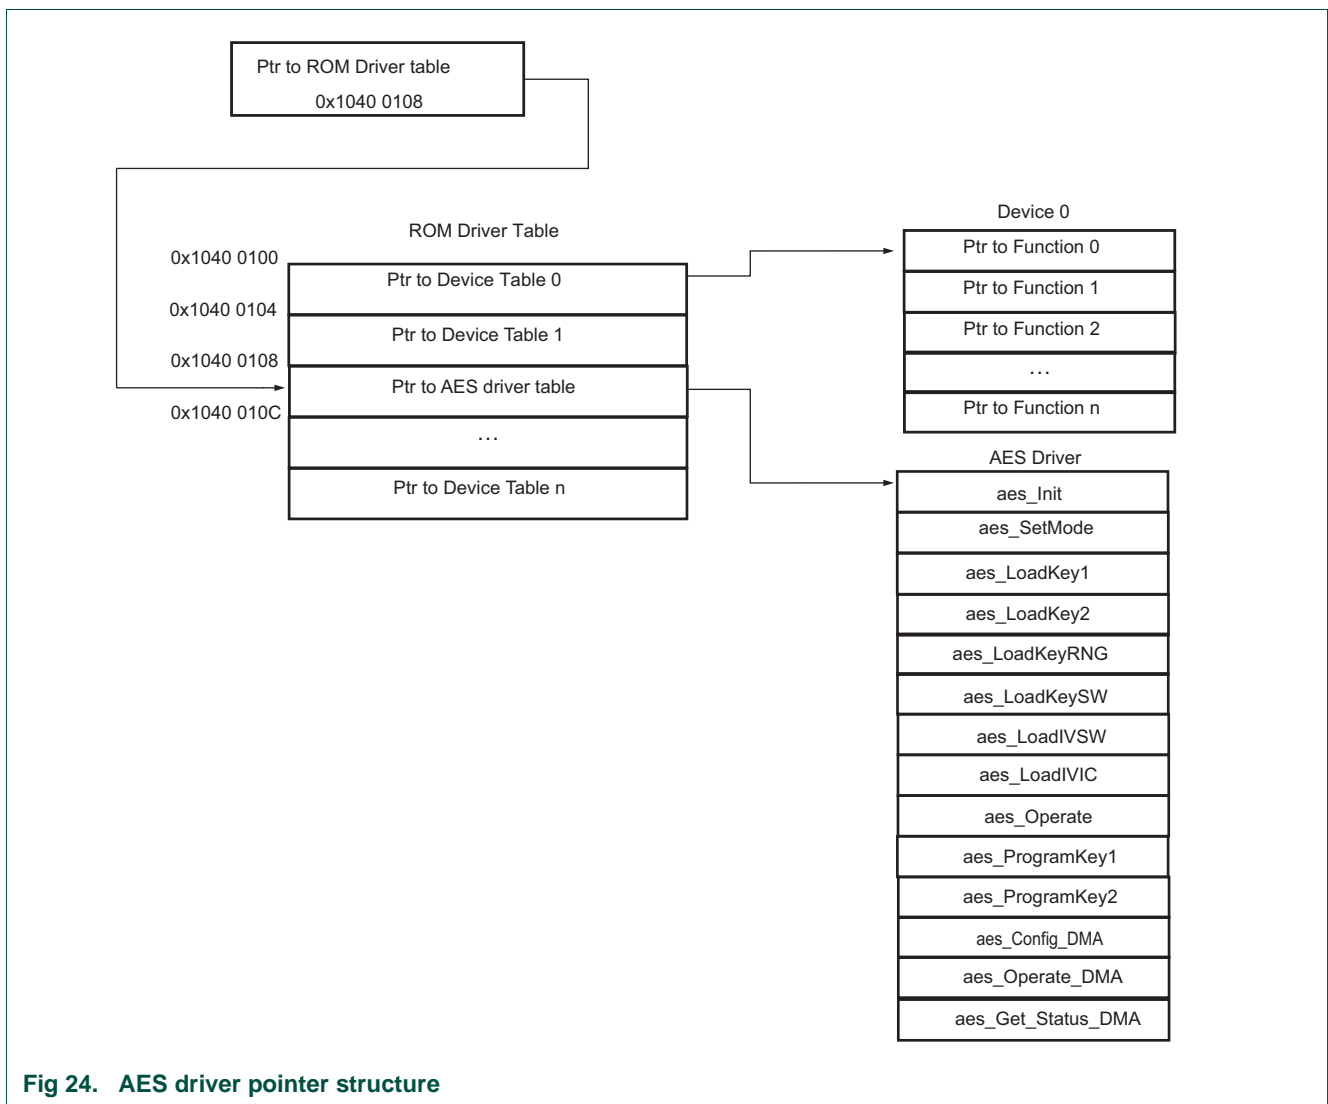 Ptr to ROM Driver table
0x1040 0108
ROM Driver Table
0x1040 0100
Ptr to Device Table 0
0x1040 0104
Ptr to Device Table 1
0x1040 0108
Ptr to AES driver table
0x1040 010C
...
Ptr to Device Table n
Device 0
Ptr to Function 0
Ptr to Function 1
Ptr to Function 2
...
Ptr to Function n
AES Driver
aes_Init
aes_SetMode
aes_LoadKey1
aes_LoadKey2
aes_LoadKeyRNG
aes_LoadKeySW
aes_LoadIVSW
aes_LoadIVIC
aes_Operate
aes_ProgramKey1
aes_ProgramKey2
aes_Config_DMA
aes_Operate_DMA
aes_Get_Status_DMA
Fig 24. AES driver pointer structure